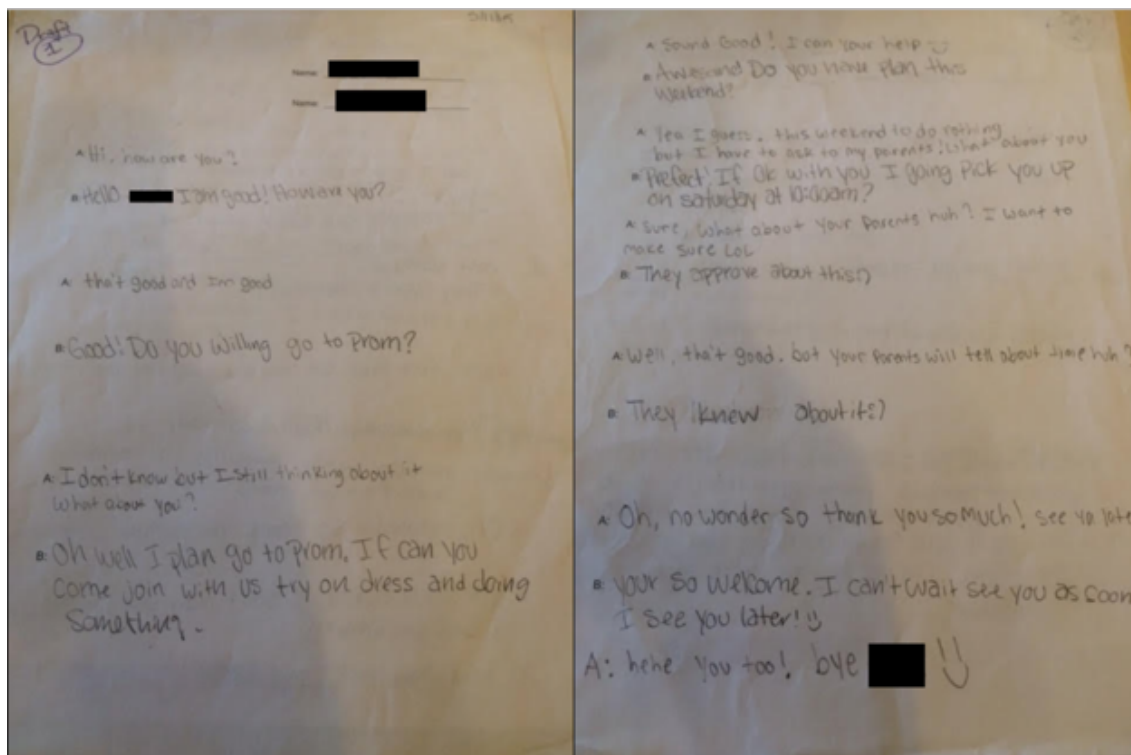 Draft
1
Name:
Name:
A: Hi, how are you?
B: Hello I am good! How are you?
A: tha't good and I'm good
B: Good! Do you willing go to Prom?
A: I don't know but I still thinking about it
what about you?
B: Oh well I plan go to Prom. If can you
come join with us try on dress and doing
Something.
A: Sound Good! I can your help
B: Awesand Do you have plan this
weekend?
A: Yea I guess. this weekend to do nothing
but I have to ask to my parents! What about you
B: Prefect! If Ok with you I going Pick you up
on saturday at 10:00am?
A: Sure, What about your Parents huh? I want to
make sure LOL
B: They approve about this:)
A: Well, tha't good. but your Parents will tell about time huh?
B: They knew about it:)
A: Oh, no wonder so thank you so much! see ya late
B: Your so welcome. I can't wait see you as soon
I see you later! :)
A: hehe you too! bye :)